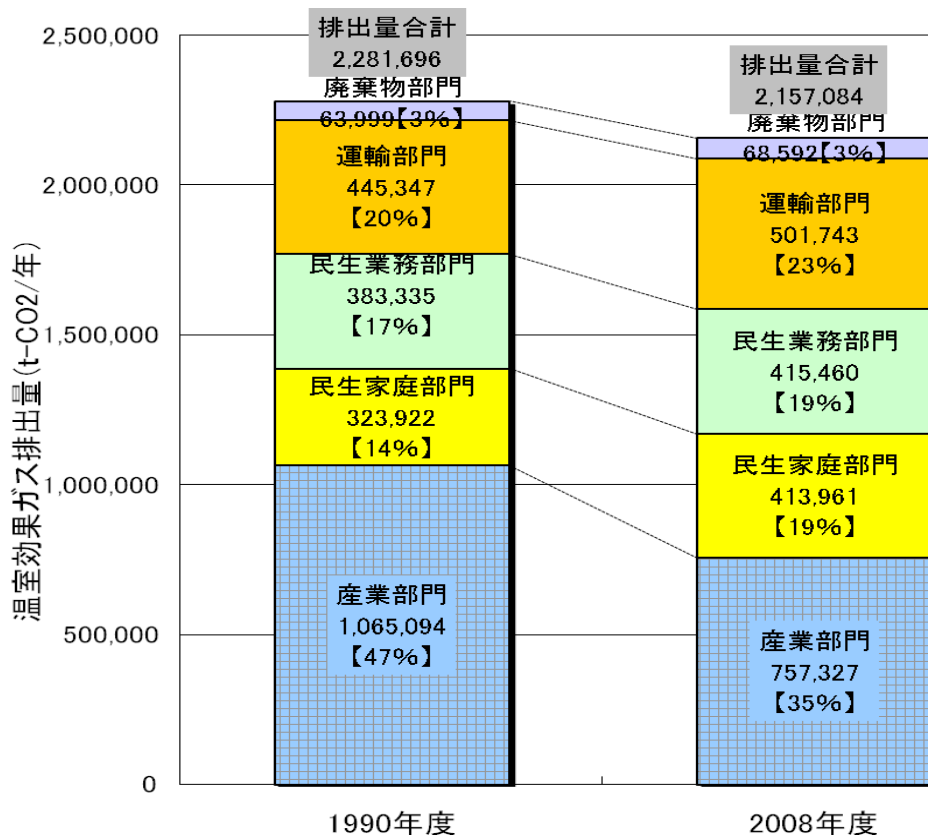 温室効果ガス排出量(t-CO2/年)
2,500,000
2,000,000
1,500,000
1,000,000
500,000
0
排出量合計
2,281,696
廃棄物部門
63,999【3%】
運輸部門
445,347
【20%】
民生業務部門
383,335
【17%】
民生家庭部門
323,922
【14%】
産業部門
1,065,094
【47%】
1990年度
排出量合計
2,157,084
廃棄物部門
68,592【3%】
運輸部門
501,743
【23%】
民生業務部門
415,460
【19%】
民生家庭部門
413,961
【19%】
産業部門
757,327
【35%】
2008年度